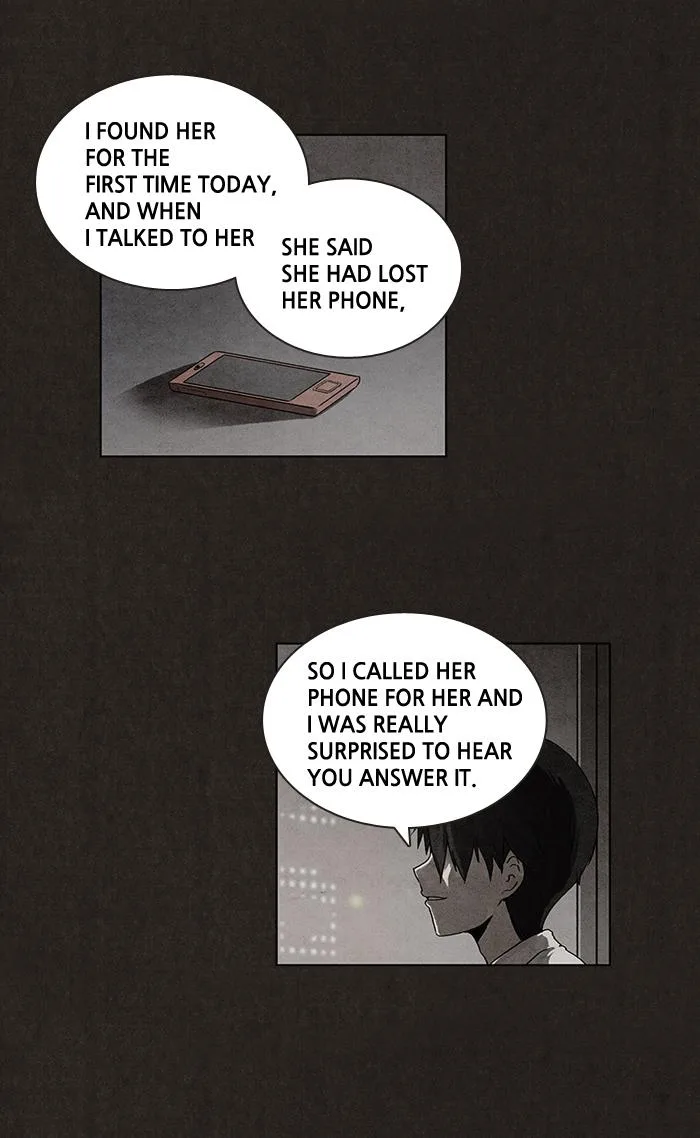 I FOUND HER
FOR THE
FIRST TIME TODAY,
AND WHEN
I TALKED TO HER
SHE SAID
SHE HAD LOST
HER PHONE,
SO I CALLED HER
PHONE FOR HER AND
I WAS REALLY
SURPRISED TO HEAR
YOU ANSWER IT.